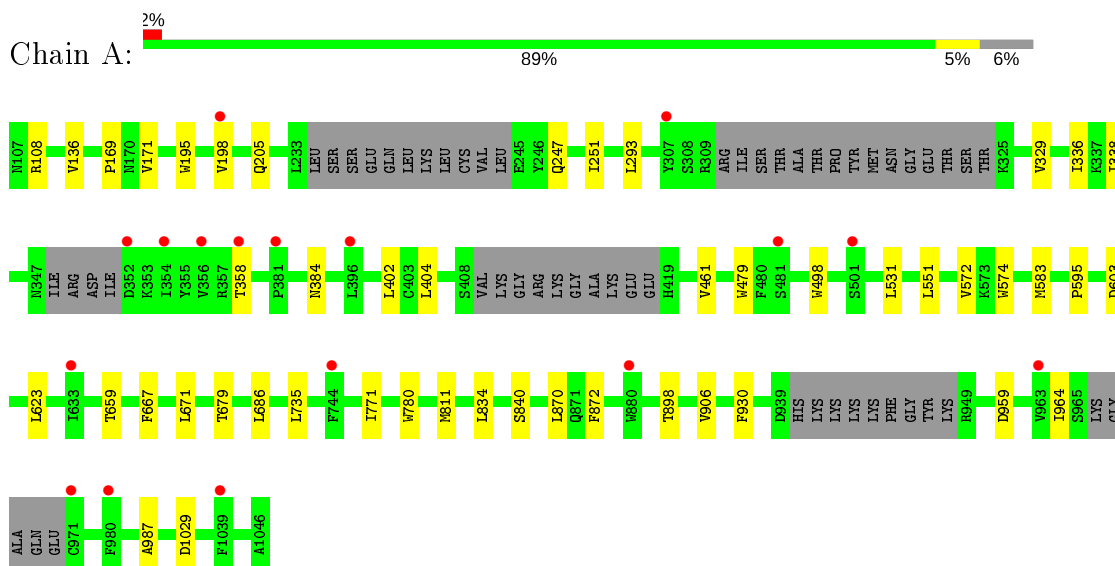 2%
Chain A:
89% 5% 6%
N107 R108 V136 P169 N170 V171 W195 V198 Q205 L233 LEU SER SER GLU GLN LEU LYS LEU CYS VAL LEU E245 Y246 Q247 I251 L293 Y307 S308 R309 ARG ILE SER THR ALA THR PRO TYR MET ASN GLY GLU THR SER THR K325 V329 I336 K337 I338
N347 ILE ARG ASP ILE D352 K353 I354 Y355 V356 R357 T358 P381 N384 L396 L402 C403 L404 S408 VAL LYS GLY ARG LYS GLY ALA LYS GLU GLU H419 V461 W479 F480 S481 W498 S501 L531 L551 V572 K573 W574 M583 P595 D603
L623 I633 T659 F667 L671 T679 L686 L735 F744 I771 W780 M811 L834 S840 L870 Q871 F872 W880 T898 V906 F930 D939 HIS LYS LYS LYS LYS PHE GLY TYR LYS R949 D959 V963 I964 S965 LYS GLY
ALA GLN GLU C971 F980 A987 D1029 F1039 A1046